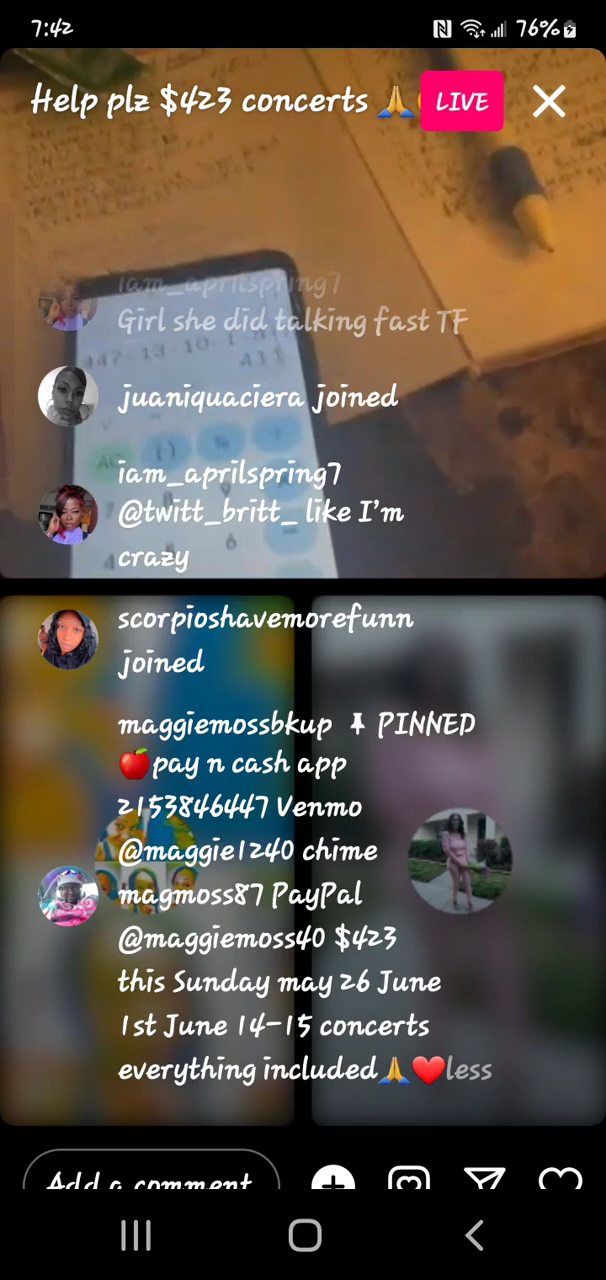 7:42
76%
Help plz $423 concerts 🙏
LIVE
iam_aprilspring7
Girl she did talking fast TF
juaniquaciera joined
iam_aprilspring7
@twitt_britt_ like I'm
crazy
scorpioshavemorefunn
joined
maggiemossbkup 📌 PINNED
🍎pay n cash app
2153846447 Venmo
@maggie1240 chime
magmoss87 PayPal
@maggiemoss40 $423
this Sunday may 26 June
1st June 14-15 concerts
everything included🙏❤️less
Add a comment